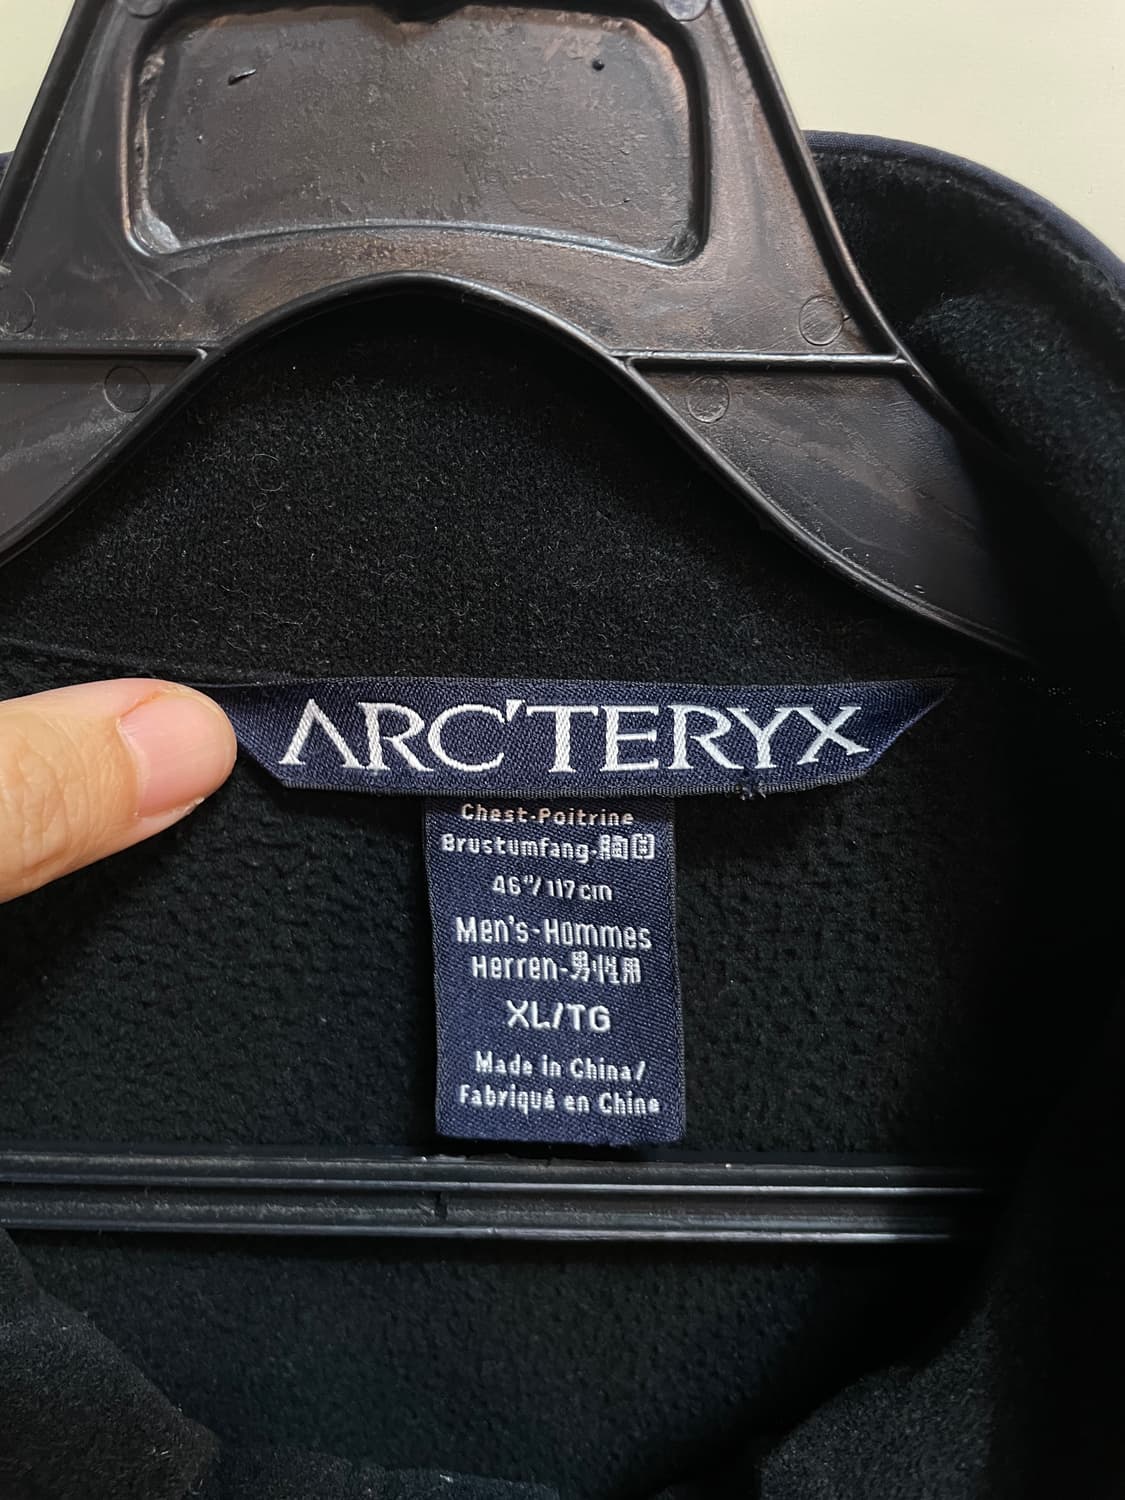 ARC'TERYX
Chest-Poitrine
Brustumfang-胸囲
46"/117cm
Men's-Hommes
Herren-男性用
XL/TG
Made in China/
Fabriqué en Chine